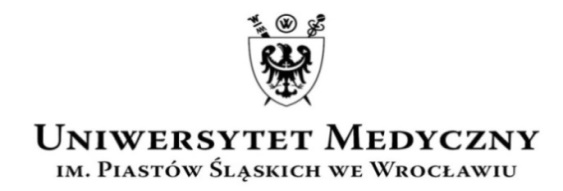 UNIWERSYTET MEDYCZNY
IM. PIASTÓW ŚLĄSKICH WE WROCŁAWIU